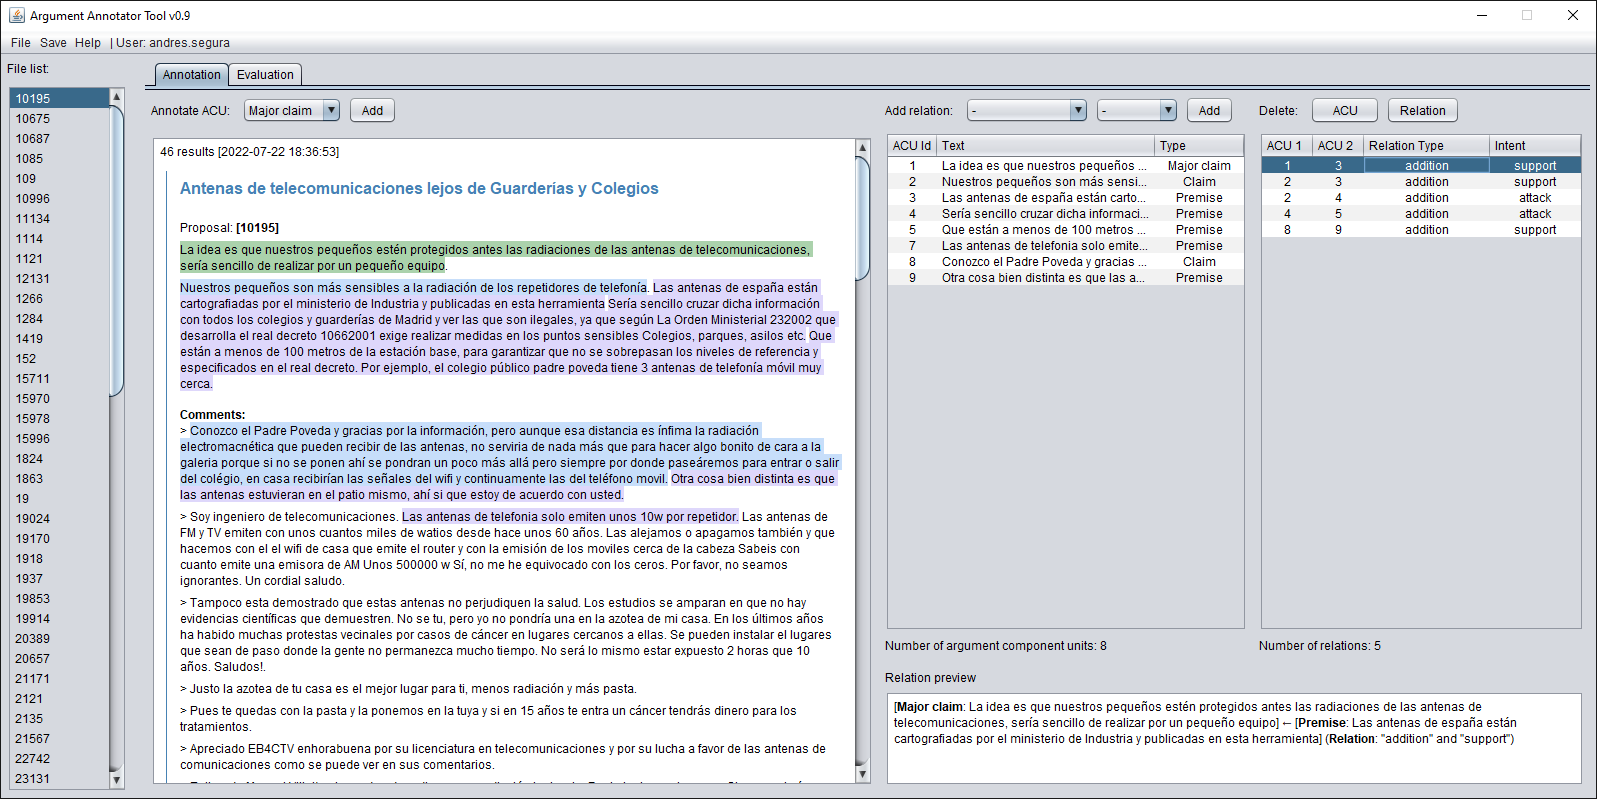 Argument Annotator Tool v0.9
File Save Help | User: andres.segura
File list:
10195
10675
10687
1085
109
10996
11134
1114
1121
12131
1266
1284
1419
152
15711
15970
15978
15996
1824
1863
19
19024
19170
1918
1937
19853
19914
20389
20657
21171
2121
2135
21567
22742
23131
Annotation Evaluation
Annotate ACU: Major claim Add
46 results [2022-07-22 18:36:53]
Antenas de telecomunicaciones lejos de Guarderías y Colegios
Proposal: [10195]
La idea es que nuestros pequeños estén protegidos antes las radiaciones de las antenas de telecomunicaciones,
sería sencillo de realizar por un pequeño equipo.
Nuestros pequeños son más sensibles a la radiación de los repetidores de telefonía. Las antenas de españa están
cartografiadas por el ministerio de Industria y publicadas en esta herramienta Sería sencillo cruzar dicha información
con todos los colegios y guarderías de Madrid y ver las que son ilegales, ya que según La Orden Ministerial 232002 que
desarrolla el real decreto 10662001 exige realizar medidas en los puntos sensibles Colegios, parques, asilos etc. Que
están a menos de 100 metros de la estación base, para garantizar que no se sobrepasan los niveles de referencia y
especificados en el real decreto. Por ejemplo, el colegio público padre poveda tiene 3 antenas de telefonía móvil muy
cerca.
Comments:
> Conozco el Padre Poveda y gracias por la información, pero aunque esa distancia es ínfima la radiación
electromacnética que pueden recibir de las antenas, no serviria de nada más que para hacer algo bonito de cara a la
galeria porque si no se ponen ahí se pondran un poco más allá pero siempre por donde paseáremos para entrar o salir
del colégio, en casa recibirían las señales del wifi y continuamente las del teléfono movil. Otra cosa bien distinta es que
las antenas estuvieran en el patio mismo, ahí si que estoy de acuerdo con usted.
> Soy ingeniero de telecomunicaciones. Las antenas de telefonia solo emiten unos 10w por repetidor. Las antenas de
FM y TV emiten con unos cuantos miles de watios desde hace unos 60 años. Las alejamos o apagamos también y que
hacemos con el el wifi de casa que emite el router y con la emisión de los moviles cerca de la cabeza Sabeis con
cuanto emite una emisora de AM Unos 500000 w Sí, no me he equivocado con los ceros. Por favor, no seamos
ignorantes. Un cordial saludo.
> Tampoco esta demostrado que estas antenas no perjudiquen la salud. Los estudios se amparan en que no hay
evidencias científicas que demuestren. No se tu, pero yo no pondría una en la azotea de mi casa. En los últimos años
ha habido muchas protestas vecinales por casos de cáncer en lugares cercanos a ellas. Se pueden instalar el lugares
que sean de paso donde la gente no permanezca mucho tiempo. No será lo mismo estar expuesto 2 horas que 10
años. Saludos!.
> Justo la azotea de tu casa es el mejor lugar para ti, menos radiación y más pasta.
> Pues te quedas con la pasta y la ponemos en la tuya y si en 15 años te entra un cáncer tendrás dinero para los
tratamientos.
> Apreciado EB4CTV enhorabuena por su licenciatura en telecomunicaciones y por su lucha a favor de las antenas de
comunicaciones como se puede ver en sus comentarios.
Add relation: - - Add
ACU Id Text Type
1 La idea es que nuestros pequeños ... Major claim
2 Nuestros pequeños son más sensi... Claim
3 Las antenas de españa están carto... Premise
4 Sería sencillo cruzar dicha informaci... Premise
5 Que están a menos de 100 metros ... Premise
7 Las antenas de telefonia solo emite... Premise
8 Conozco el Padre Poveda y gracias ... Claim
9 Otra cosa bien distinta es que las a... Premise
Number of argument component units: 8
Delete: ACU Relation
ACU 1 ACU 2 Relation Type Intent
1 3 addition support
2 3 addition support
2 4 addition attack
4 5 addition attack
8 9 addition support
Number of relations: 5
Relation preview
[Major claim: La idea es que nuestros pequeños estén protegidos antes las radiaciones de las antenas de
telecomunicaciones, sería sencillo de realizar por un pequeño equipo] ← [Premise: Las antenas de españa están
cartografiadas por el ministerio de Industria y publicadas en esta herramienta] (Relation: "addition" and "support")